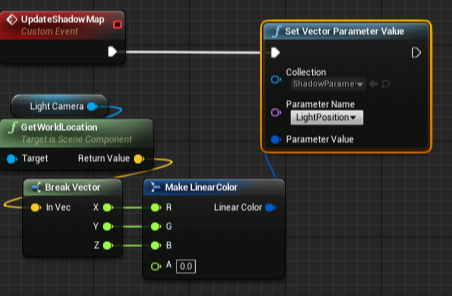 UpdateShadowMap
Custom Event
f Set Vector Parameter Value
Collection
ShadowParame
Parameter Name
LightPosition
Parameter Value
Light Camera
f GetWorldLocation
Target is Scene Component
Target Return Value
Break Vector
In Vec X
Y
Z
Make LinearColor
R Linear Color
G
B
A 0.0